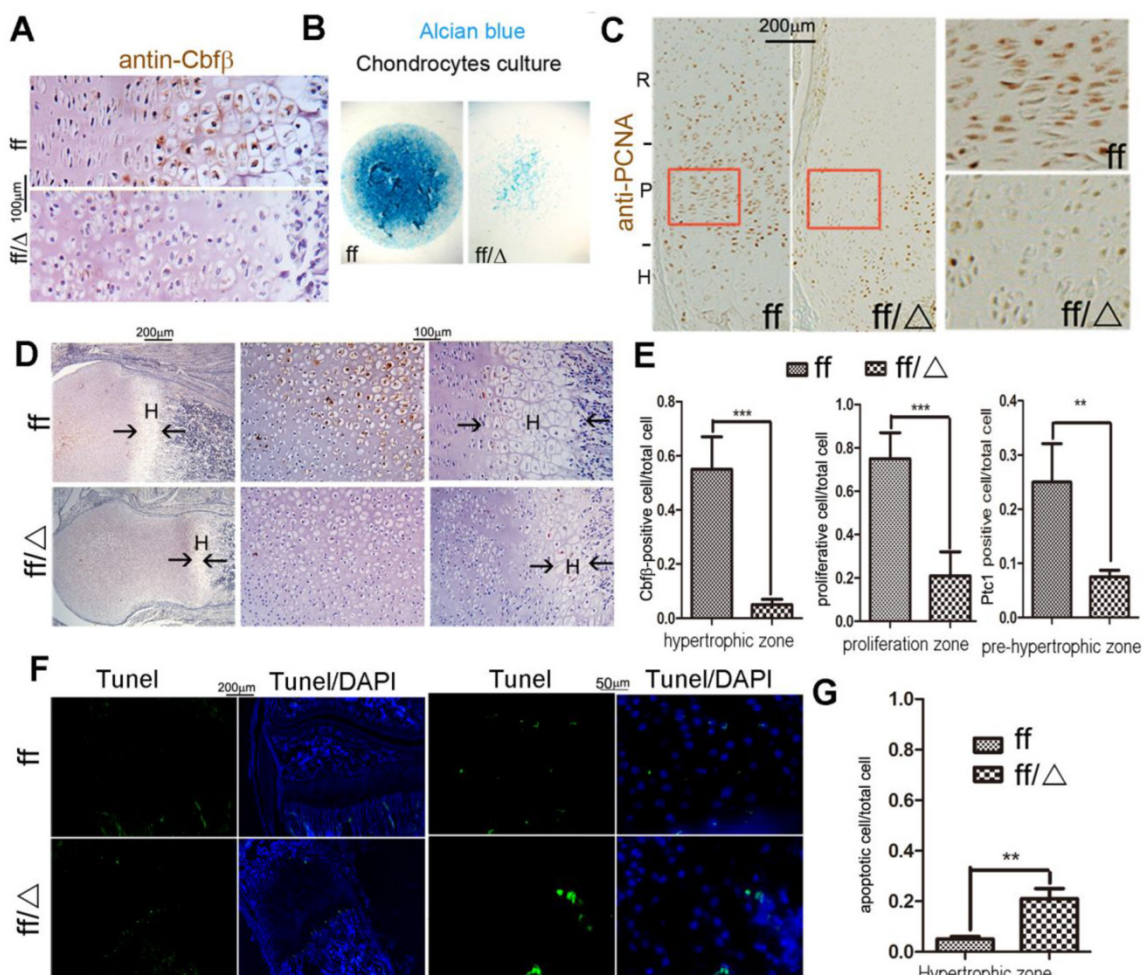 A
antin-Cbfβ
ff
ff/Δ
100μm
B
Alcian blue
Chondrocytes culture
ff
ff/Δ
C
200μm
anti-PCNA
R
-
P
-
H
ff
ff/△
ff
ff/△
D
200μm
100μm
ff
ff/△
H
H
H
H
E
ff
ff/△
Cbfβ-positive cell/total cell
0.8
0.6
0.4
0.2
0.0
***
hypertrophic zone
proliferative cell/total cell
1.0
0.8
0.6
0.4
0.2
0.0
***
proliferation zone
Ptc1 positive cell/total cell
0.4
0.3
0.2
0.1
0.0
**
pre-hypertrophic zone
F
Tunel
200μm
Tunel/DAPI
Tunel
50μm
Tunel/DAPI
ff
ff/△
G
apoptotic cell/total cell
1.0
0.8
0.6
0.4
0.2
0.0
ff
ff/△
**
Hypertrophic zone